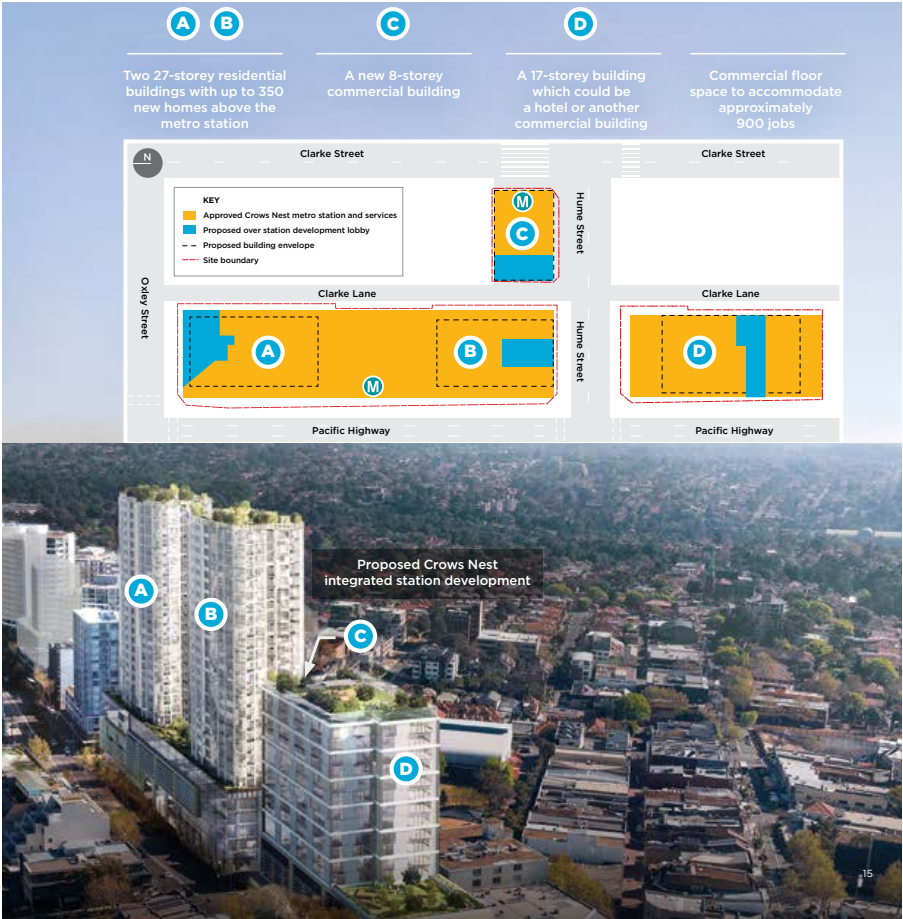 A B
C
D
Two 27-storey residential
buildings with up to 350
new homes above the
metro station
A new 8-storey
commercial building
A 17-storey building
which could be
a hotel or another
commercial building
Commercial floor
space to accommodate
approximately
900 jobs
N
Clarke Street
Clarke Street
KEY
Approved Crows Nest metro station and services
Proposed over station development lobby
Proposed building envelope
Site boundary
M
C
Hume Street
Oxley Street
Clarke Lane
Clarke Lane
A
B
M
Hume Street
D
Pacific Highway
Pacific Highway
Proposed Crows Nest
integrated station development
A
B
C
D
15